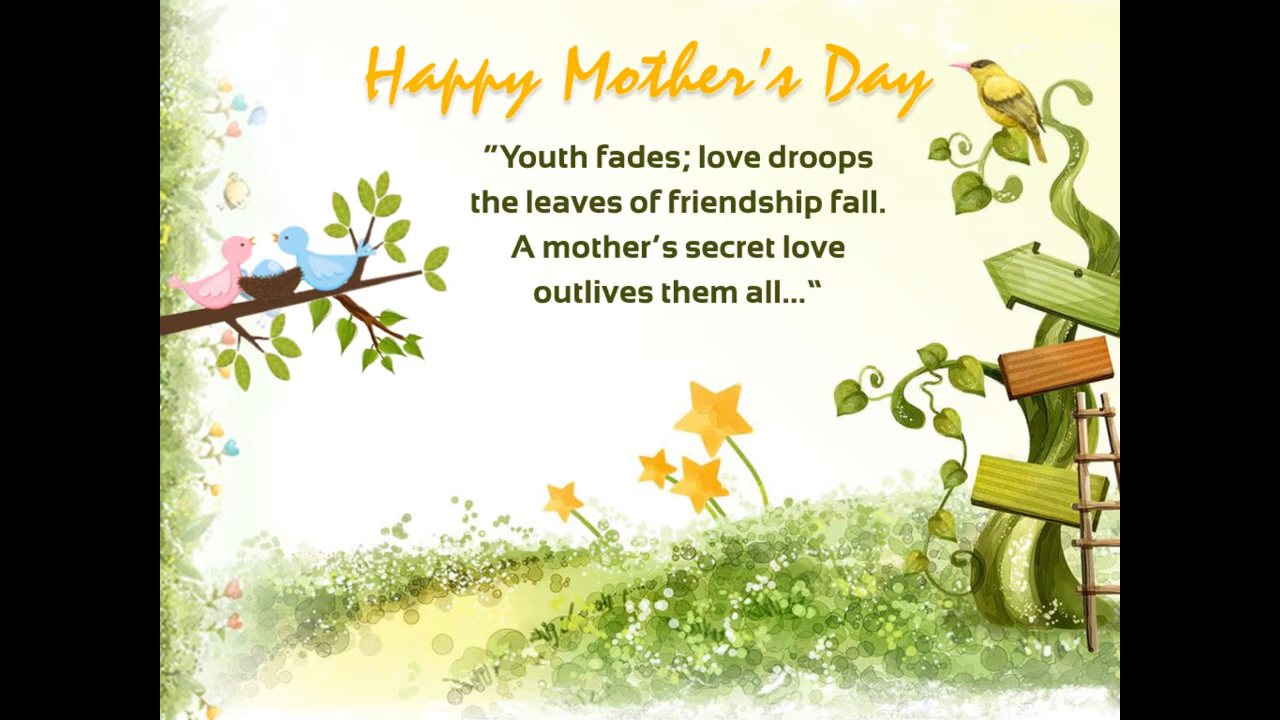 Happy Mother's Day
"Youth fades; love droops
the leaves of friendship fall.
A mother's secret love
outlives them all..."